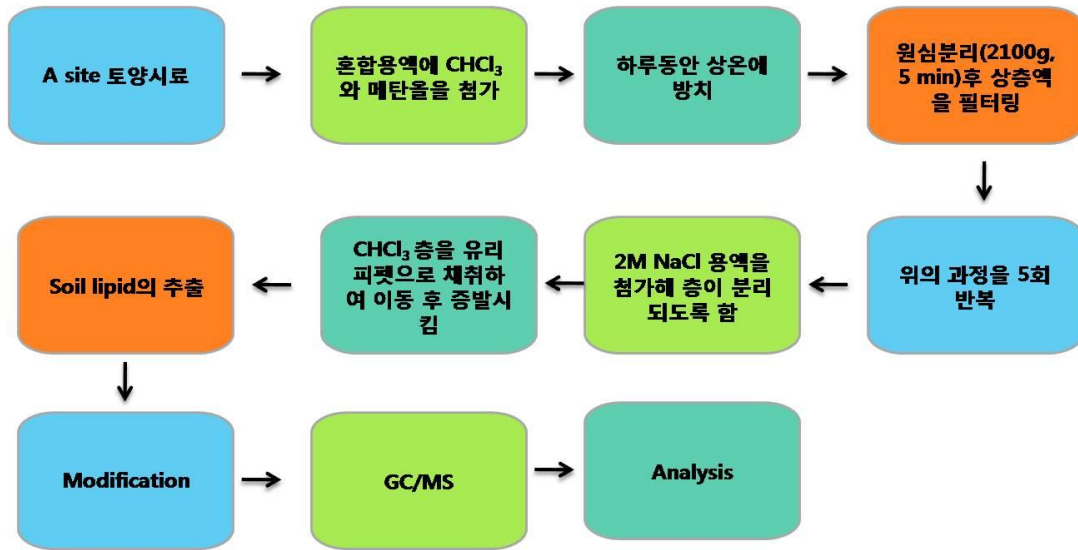 A site 토양시료
혼합용액에 CHCl₃
와 메탄올을 첨가
하루동안 상온에
방치
원심분리(2100g,
5 min)후 상층액
을 필터링
Soil lipid의 추출
CHCl₃ 층을 유리
피펫으로 채취하
여 이동 후 증발시
킴
2M NaCl 용액을
첨가해 층이 분리
되도록 함
위의 과정을 5회
반복
Modification
GC/MS
Analysis